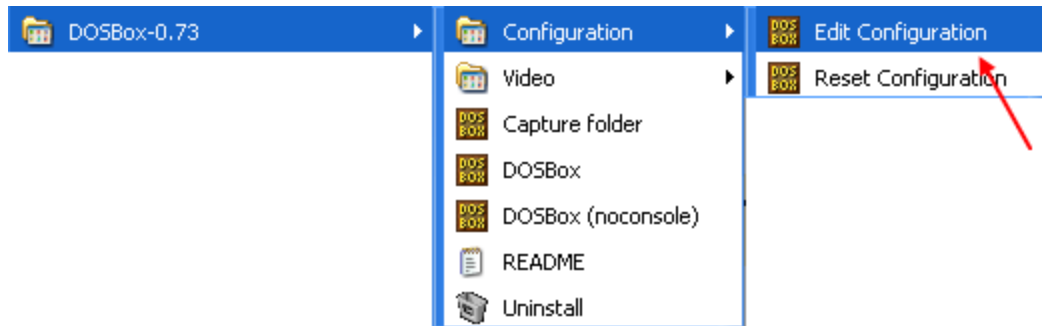 DOSBox-0.73
Configuration
Video
Capture folder
DOSBox
DOSBox (noconsole)
README
Uninstall
Edit Configuration
Reset Configuration